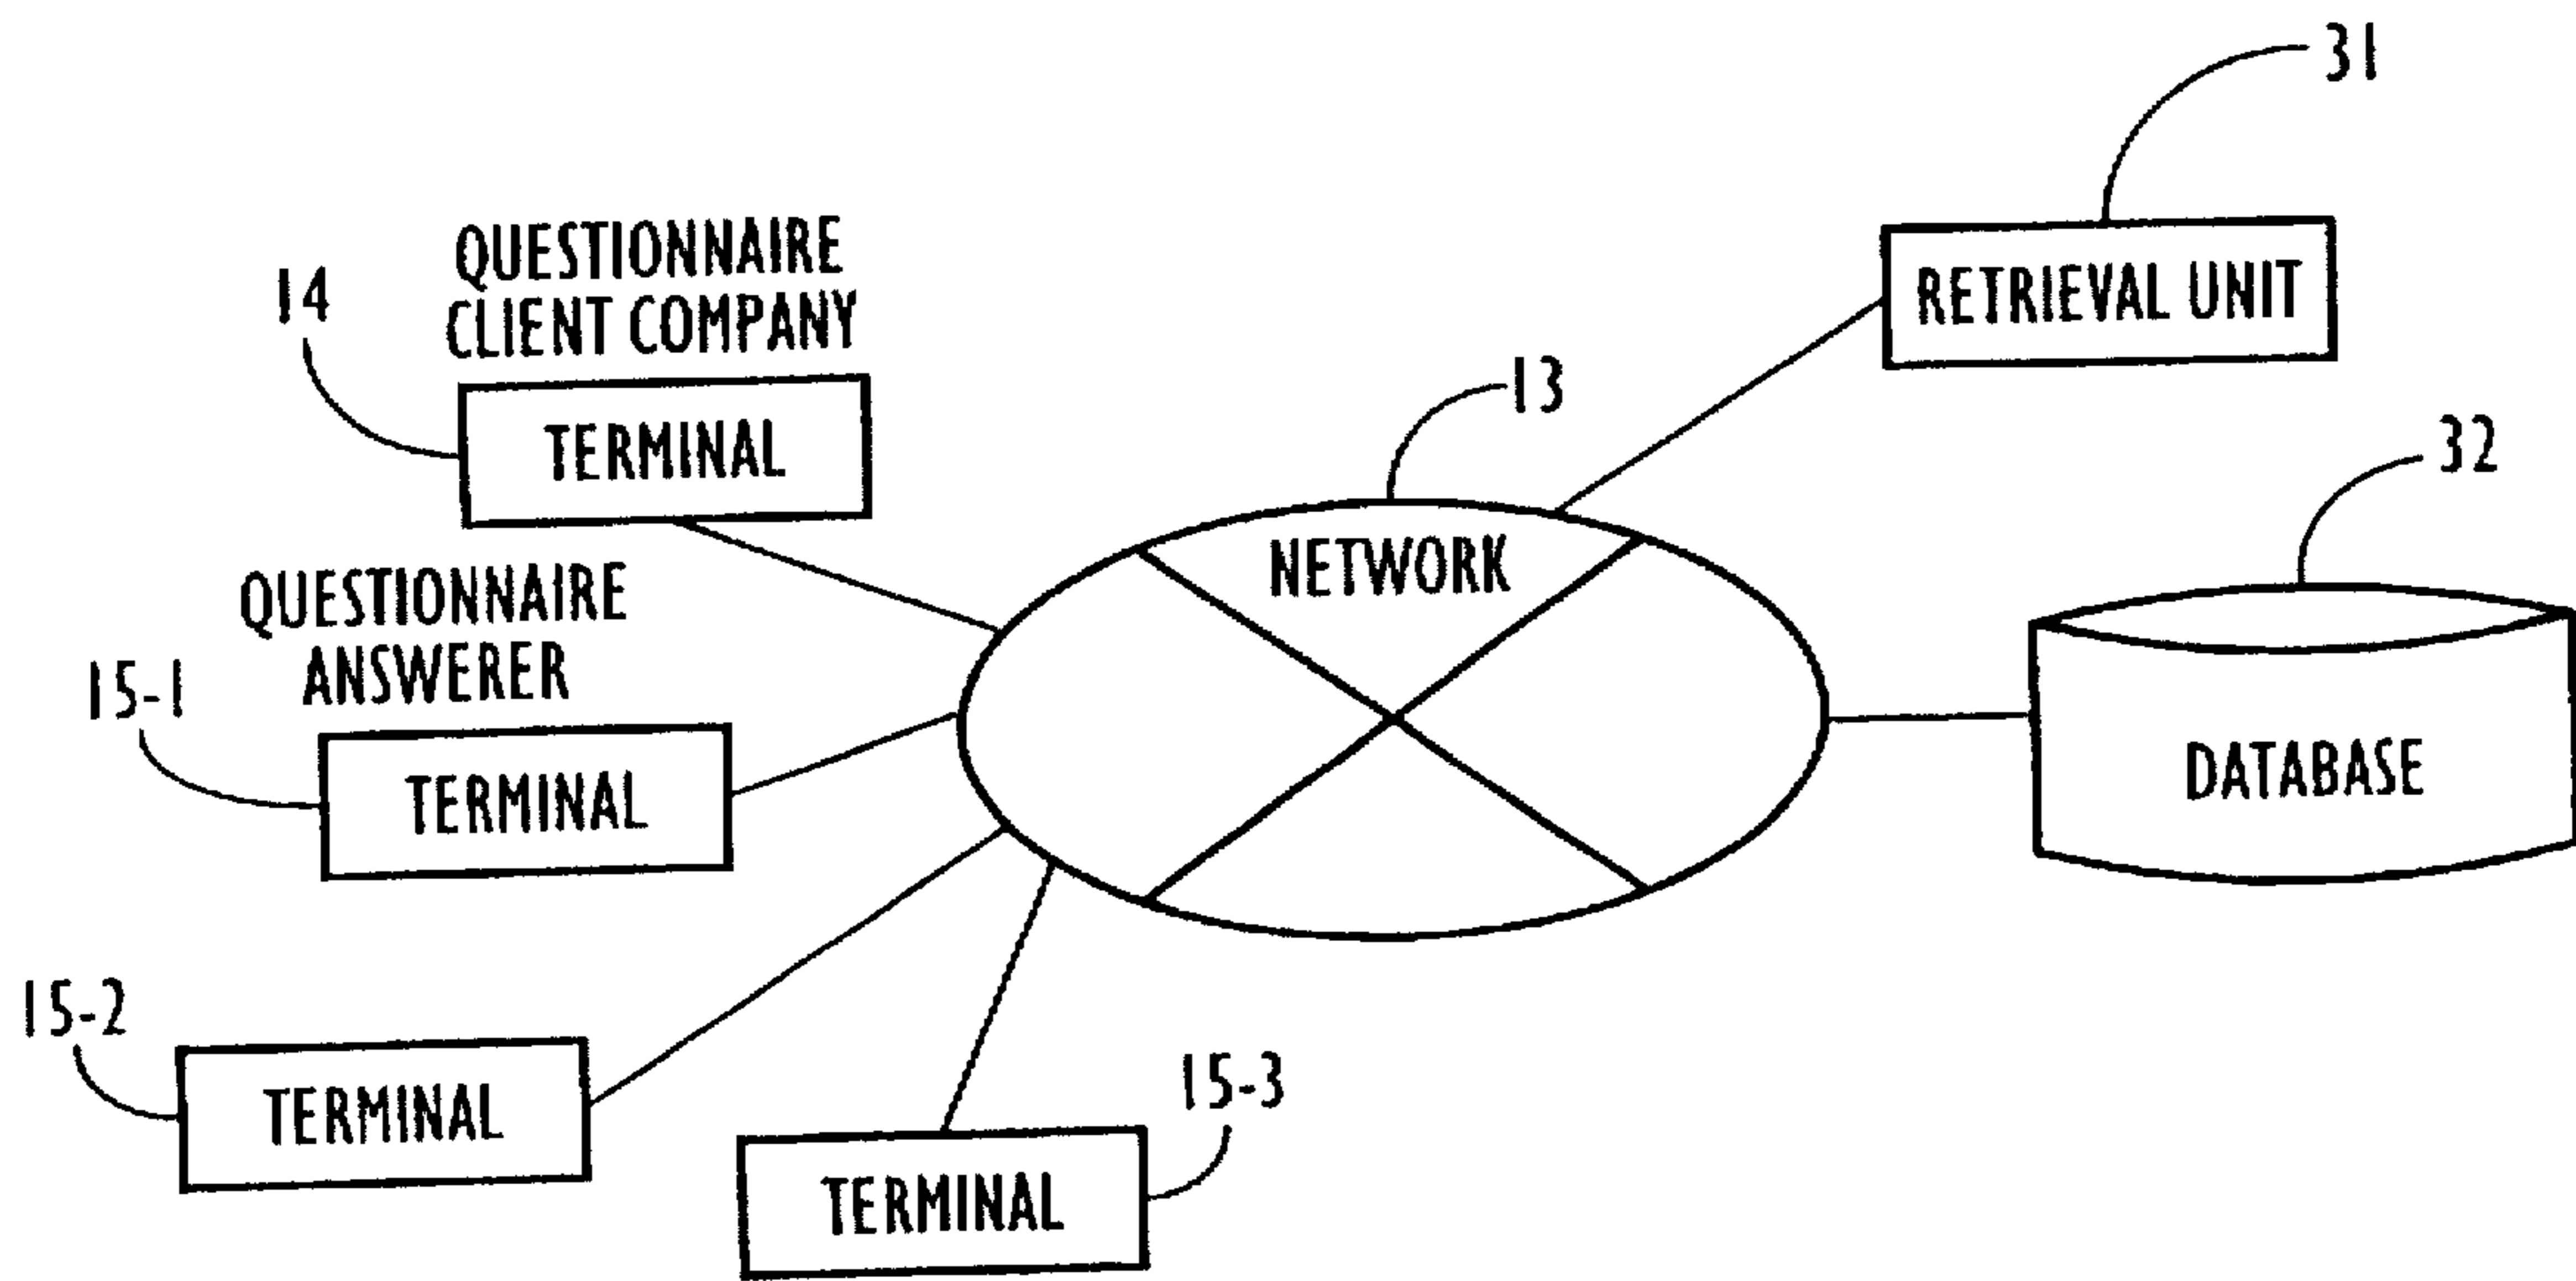 31
QUESTIONNAIRE
CLIENT COMPANY
14
RETRIEVAL UNIT
13
TERMINAL
32
NETWORK
QUESTIONNAIRE
ANSWERER
15-1
TERMINAL
DATABASE
15-2
TERMINAL
15-3
TERMINAL